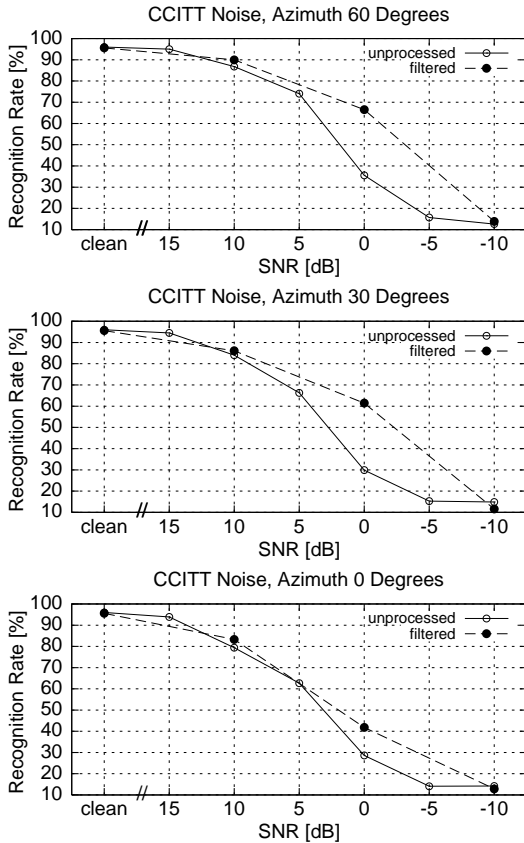 CCITT Noise, Azimuth 60 Degrees
Recognition Rate [%]
100
90
80
70
60
50
40
30
20
10
unprocessed
filtered
clean // 15 10 5 0 -5 -10
SNR [dB]
CCITT Noise, Azimuth 30 Degrees
Recognition Rate [%]
100
90
80
70
60
50
40
30
20
10
unprocessed
filtered
clean // 15 10 5 0 -5 -10
SNR [dB]
CCITT Noise, Azimuth 0 Degrees
Recognition Rate [%]
100
90
80
70
60
50
40
30
20
10
unprocessed
filtered
clean // 15 10 5 0 -5 -10
SNR [dB]